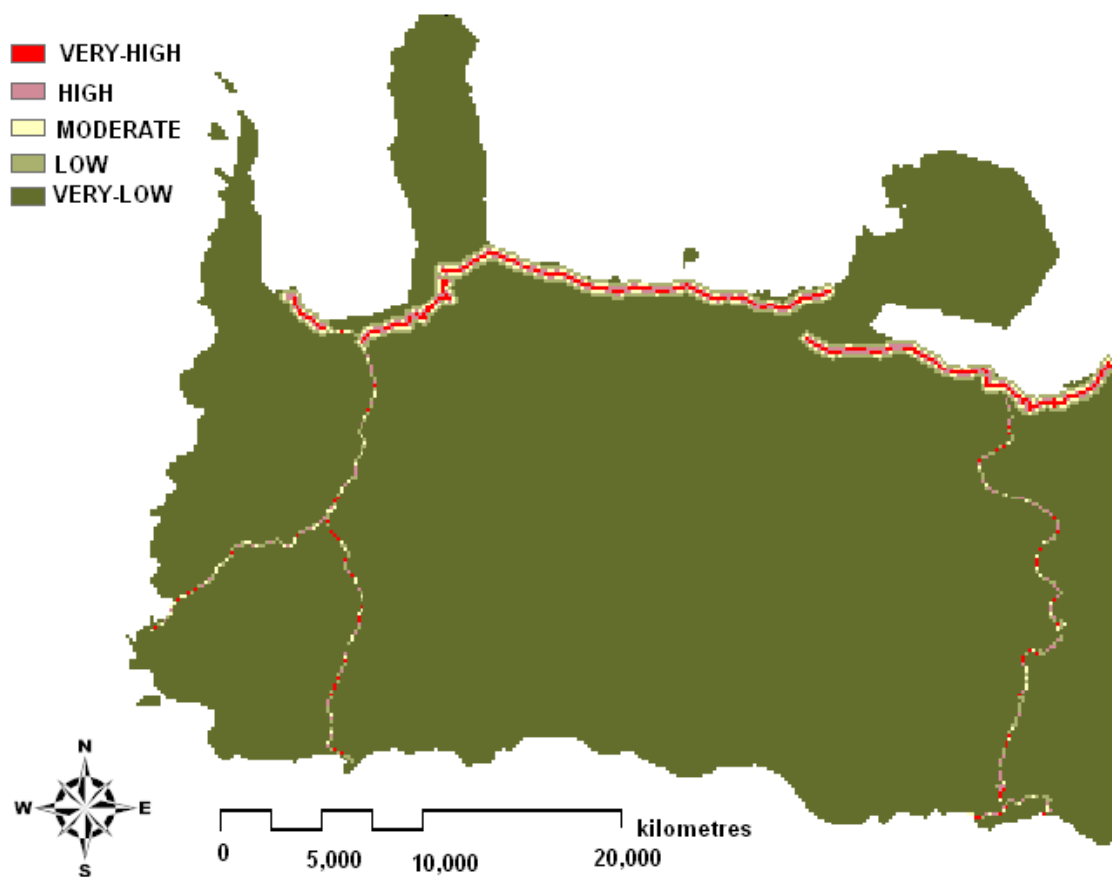 VERY-HIGH
HIGH
MODERATE
LOW
VERY-LOW
N
W E
S
kilometres
0 5,000 10,000 20,000